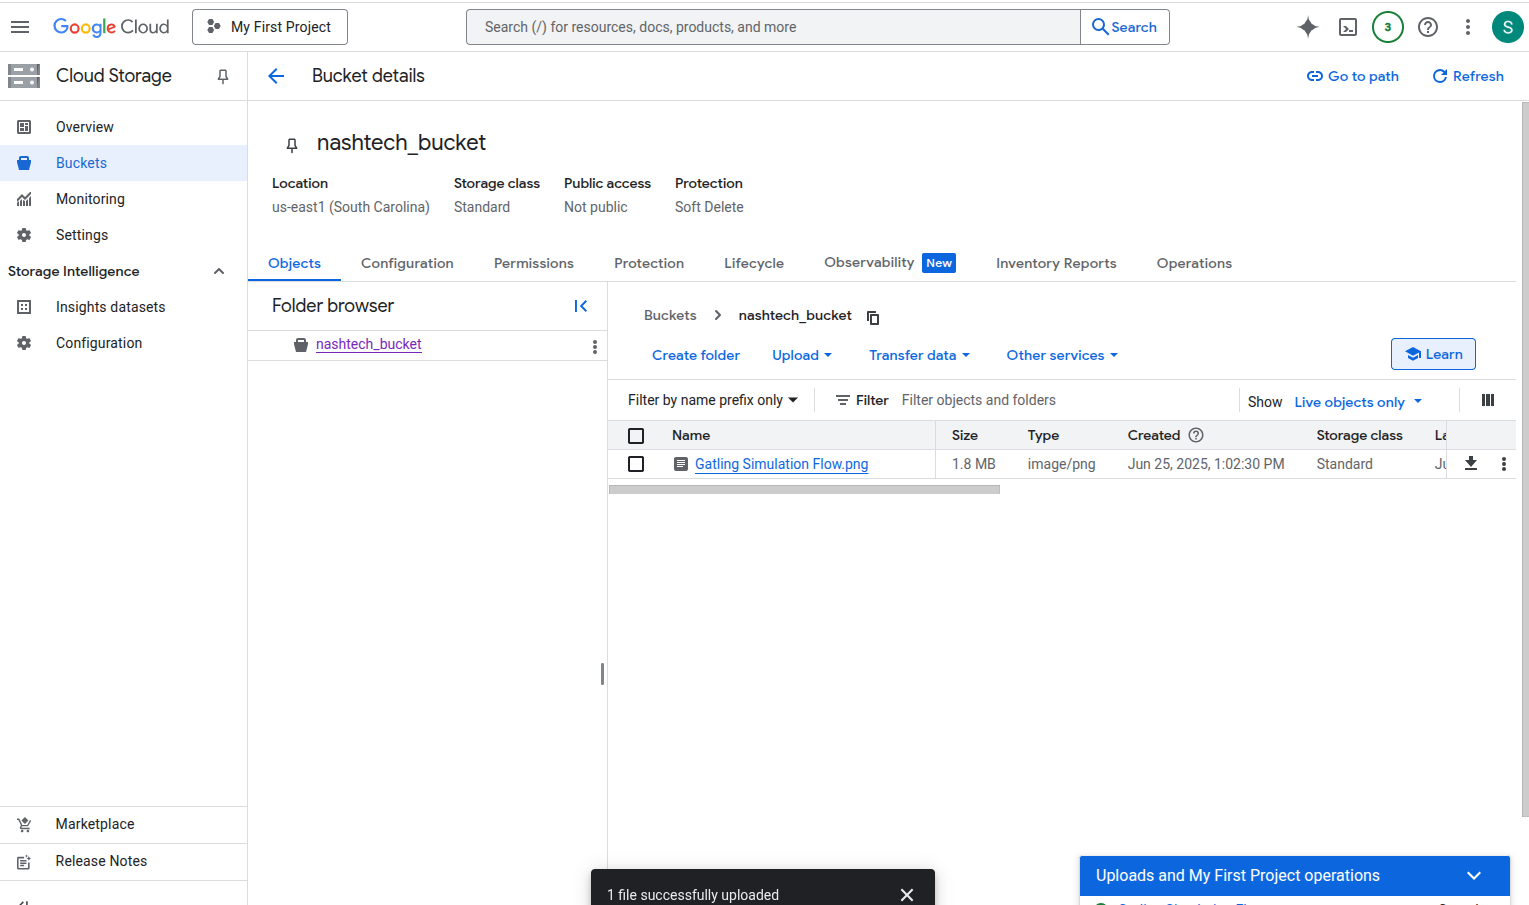 Google Cloud
My First Project
Search (/) for resources, docs, products, and more
Search
3
S
Cloud Storage
Bucket details
Go to path
Refresh
Overview
Buckets
Monitoring
Settings
Storage Intelligence
Insights datasets
Configuration
Marketplace
Release Notes
nashtech_bucket
Location Storage class Public access Protection
us-east1 (South Carolina) Standard Not public Soft Delete
Objects Configuration Permissions Protection Lifecycle Observability New Inventory Reports Operations
Folder browser
nashtech_bucket
Buckets nashtech_bucket
Create folder Upload Transfer data Other services Learn
Filter by name prefix only Filter Filter objects and folders Show Live objects only
Name Size Type Created Storage class
Gatling Simulation Flow.png 1.8 MB image/png Jun 25, 2025, 1:02:30 PM Standard
1 file successfully uploaded
Uploads and My First Project operations